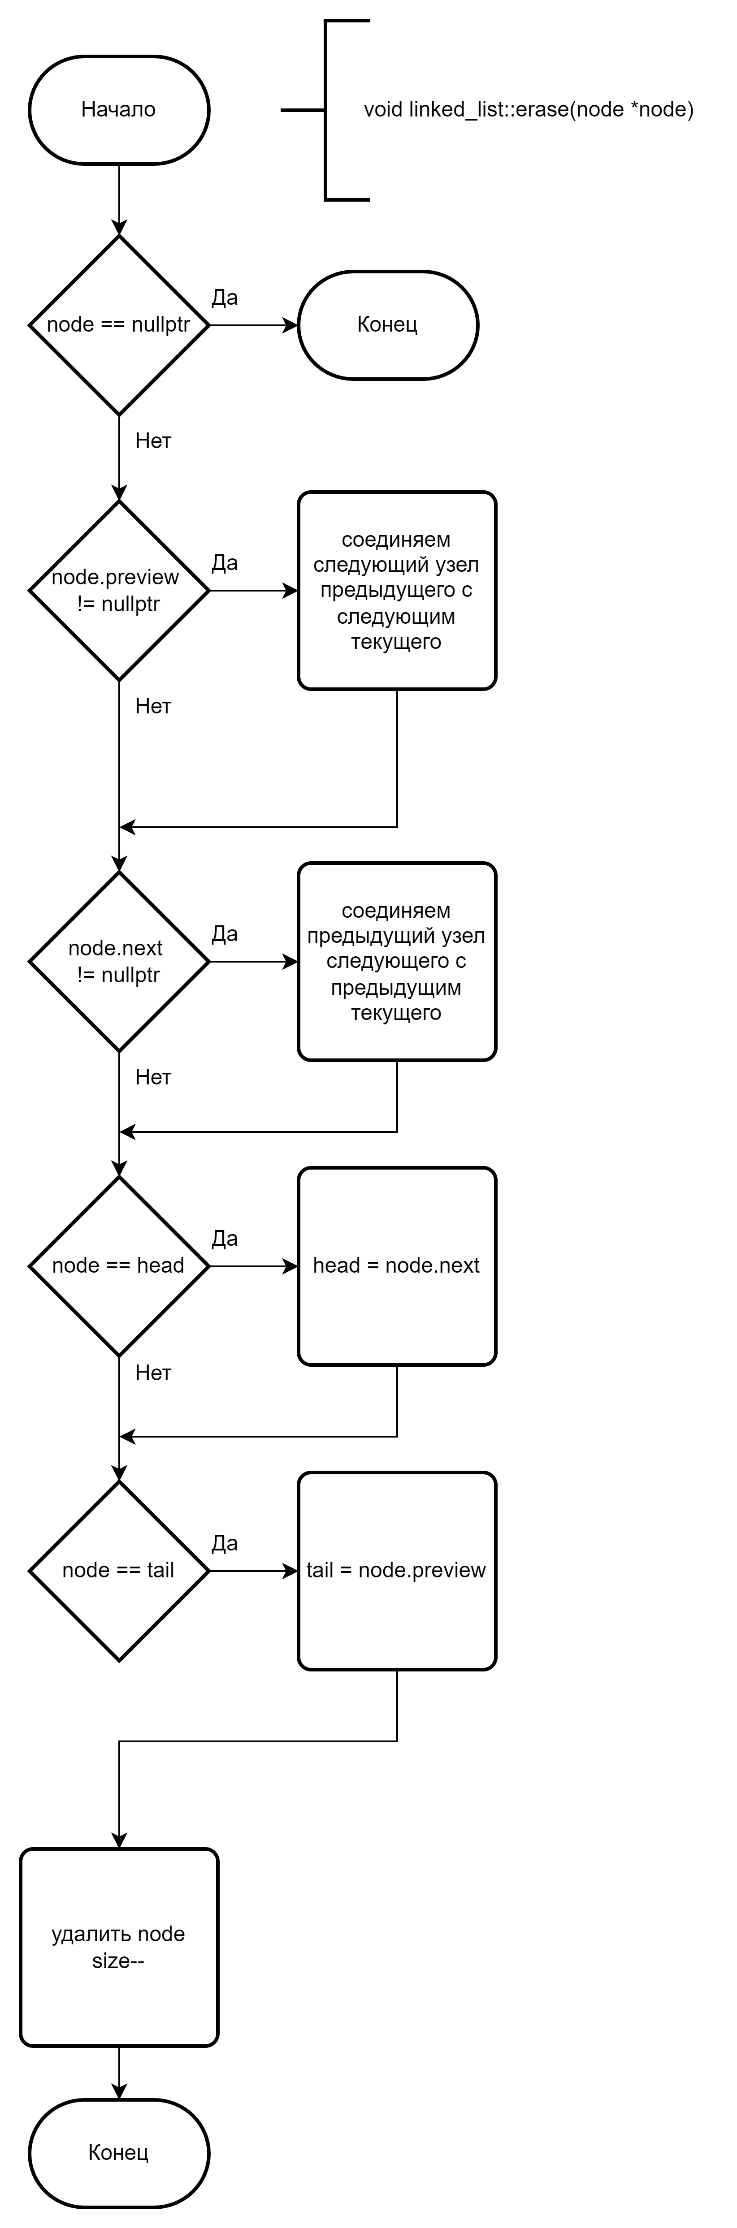 Начало
void linked_list::erase(node *node)
node == nullptr
Да
Конец
Нет
node.preview
!= nullptr
Да
соединяем
следующий узел
предыдущего с
следующим
текущего
Нет
node.next
!= nullptr
Да
соединяем
предыдущий узел
следующего с
предыдущим
текущего
Нет
node == head
Да
head = node.next
Нет
node == tail
Да
tail = node.preview
удалить node
size--
Конец